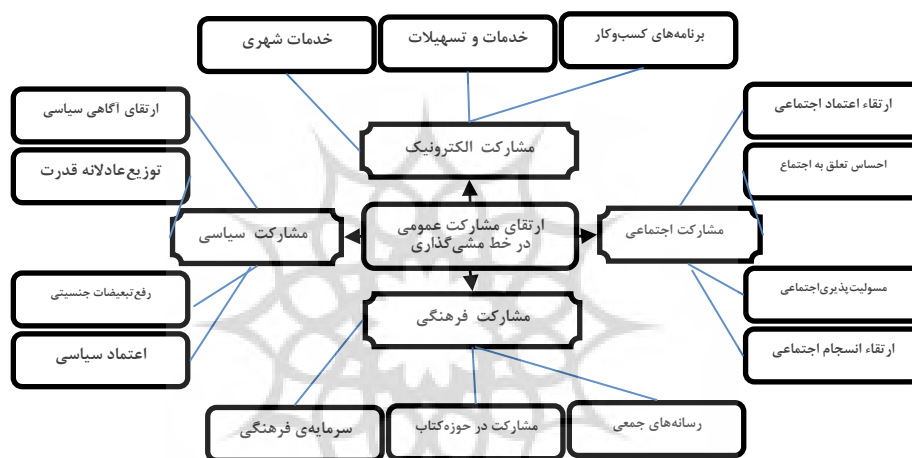 برنامه‌های کسب‌وکار
خدمات و تسهیلات
خدمات شهری
ارتقاء اعتماد اجتماعی
ارتقای آگاهی سیاسی
مشارکت الکترونیک
احساس تعلق به اجتماع
توزیع‌عادلانه قدرت
مشارکت اجتماعی
ارتقای مشارکت عمومی
در خط مشی‌گذاری
مشارکت سیاسی
مسولیت‌پذیری‌اجتماعی
رفع‌تبعیضات جنسیتی
مشارکت فرهنگی
ارتقاء انسجام اجتماعی
اعتماد سیاسی
رسانه‌های جمعی
مشارکت در حوزه‌کتاب
سرمایه‌ی فرهنگی